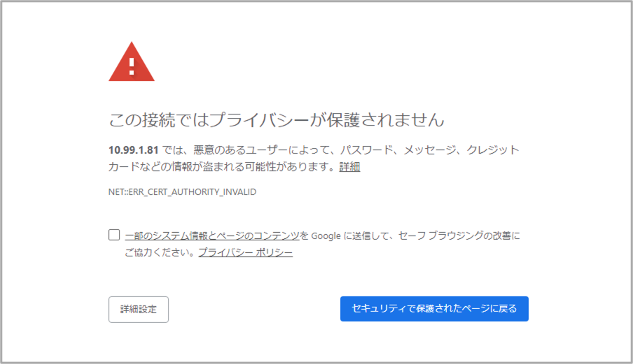 この接続ではプライバシーが保護されません
10.99.1.81 では、悪意のあるユーザーによって、パスワード、メッセージ、クレジット
カードなどの情報が盗まれる可能性があります。詳細
NET::ERR_CERT_AUTHORITY_INVALID
一部のシステム情報とページのコンテンツを Google に送信して、セーフ ブラウジングの改善に
ご協力ください。プライバシー ポリシー
詳細設定
セキュリティで保護されたページに戻る